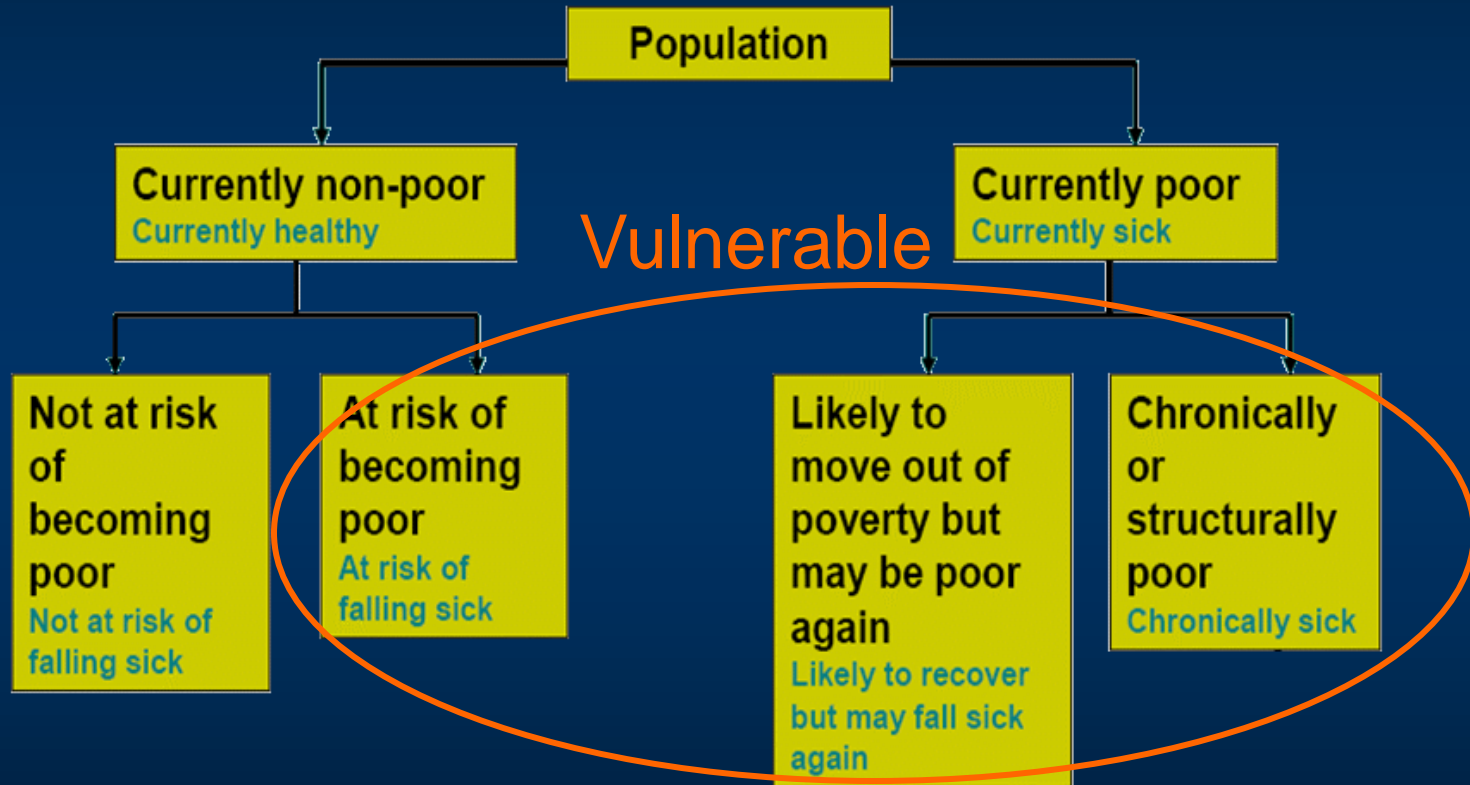 Population
Currently non-poor
Currently healthy
Currently poor
Currently sick
Vulnerable
Not at risk
of
becoming
poor
Not at risk of
falling sick
At risk of
becoming
poor
At risk of
falling sick
Likely to
move out of
poverty but
may be poor
again
Likely to recover
but may fall sick
again
Chronically
or
structurally
poor
Chronically sick